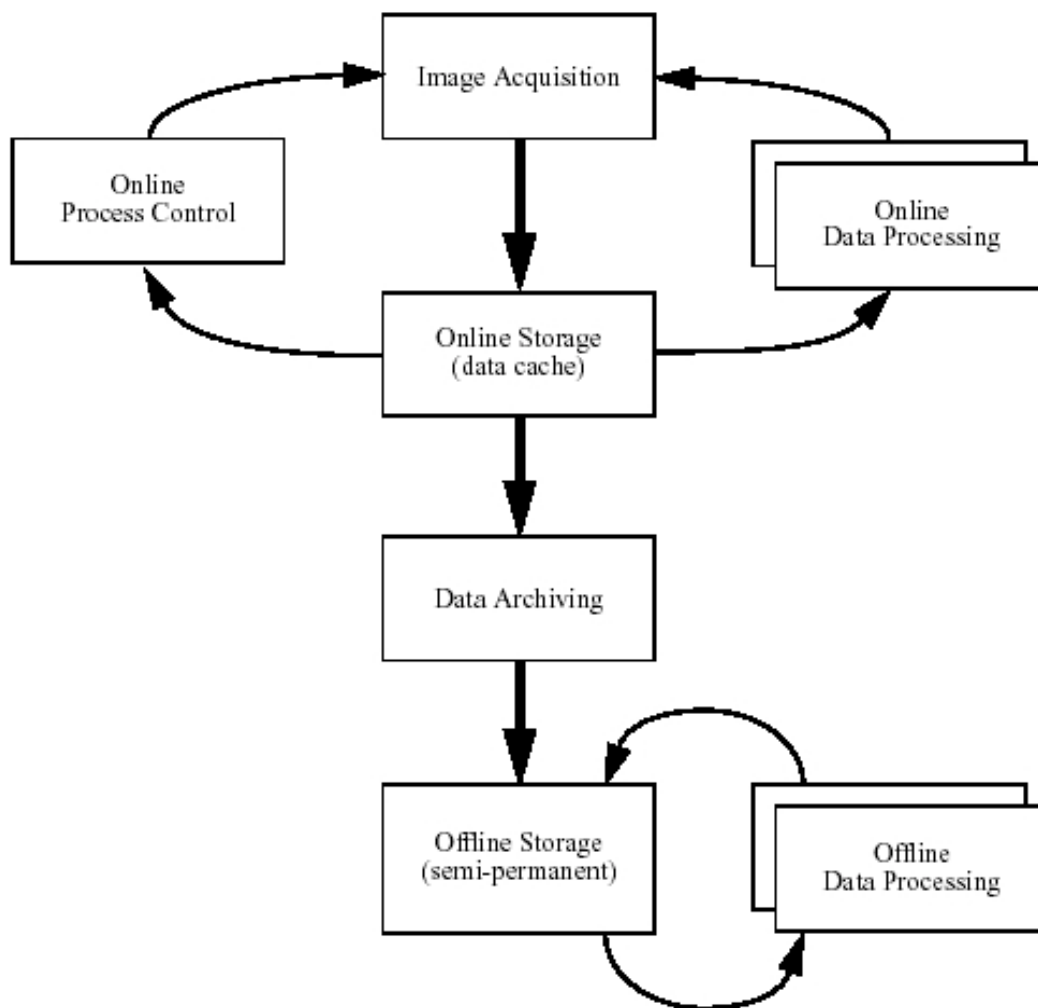 Image Acquisition
Online
Process Control
Online
Data Processing
Online Storage
(data cache)
Data Archiving
Offline Storage
(semi-permanent)
Offline
Data Processing